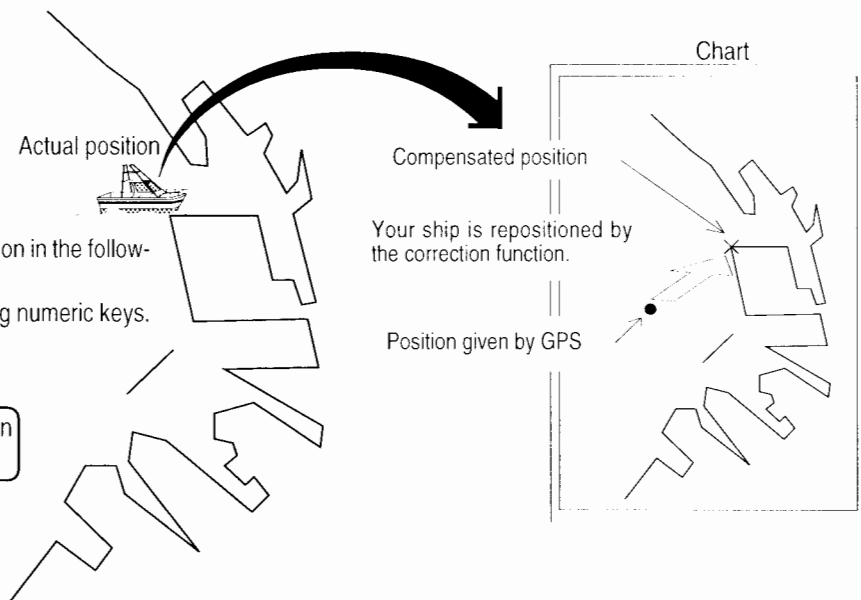 Chart
Actual position
Compensated position
Your ship is repositioned by
the correction function.
on in the follow-
g numeric keys.
Position given by GPS
n